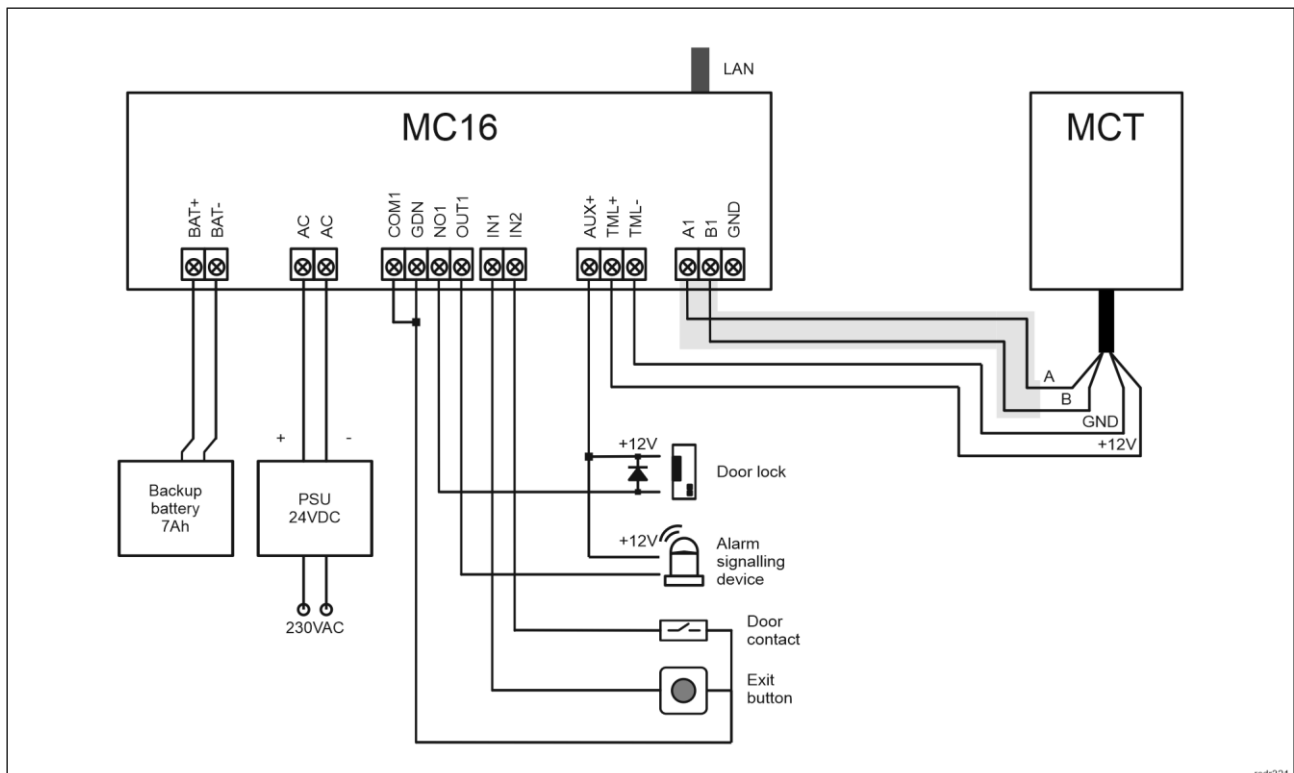 LAN
MC16
MCT
BAT+
BAT-
AC
AC
COM1
GDN
NO1
OUT1
IN1
IN2
AUX+
TML+
TML-
A1
B1
GND
A
B
GND
+12V
+ -
Backup
battery
7Ah
PSU
24VDC
230VAC
+12V
Door lock
+12V
Alarm
signalling
device
Door
contact
Exit
button